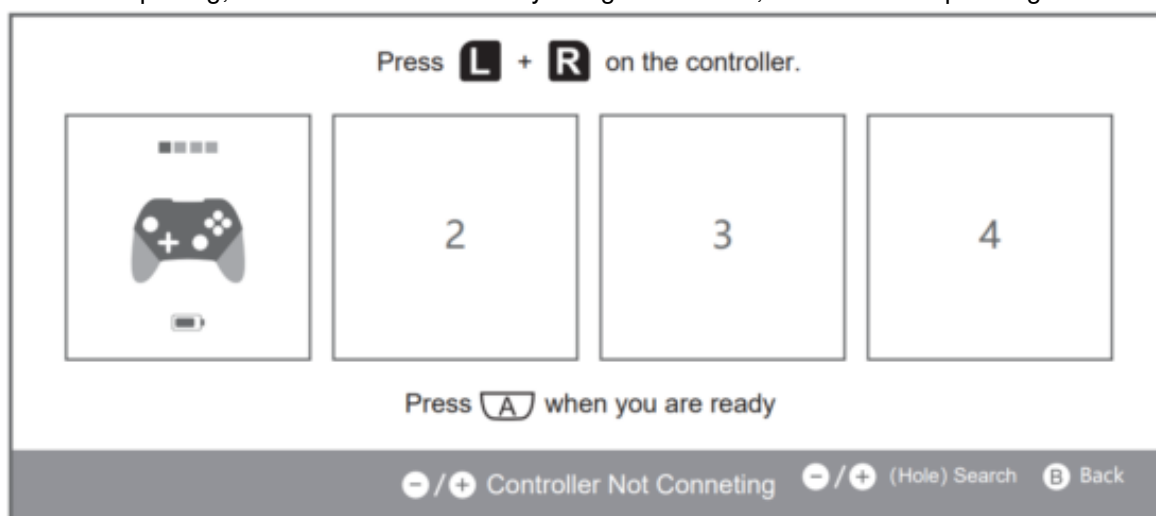 Press L + R on the controller.
2
3
4
Press A when you are ready
-/+ Controller Not Conneting -/+ (Hole) Search B Back